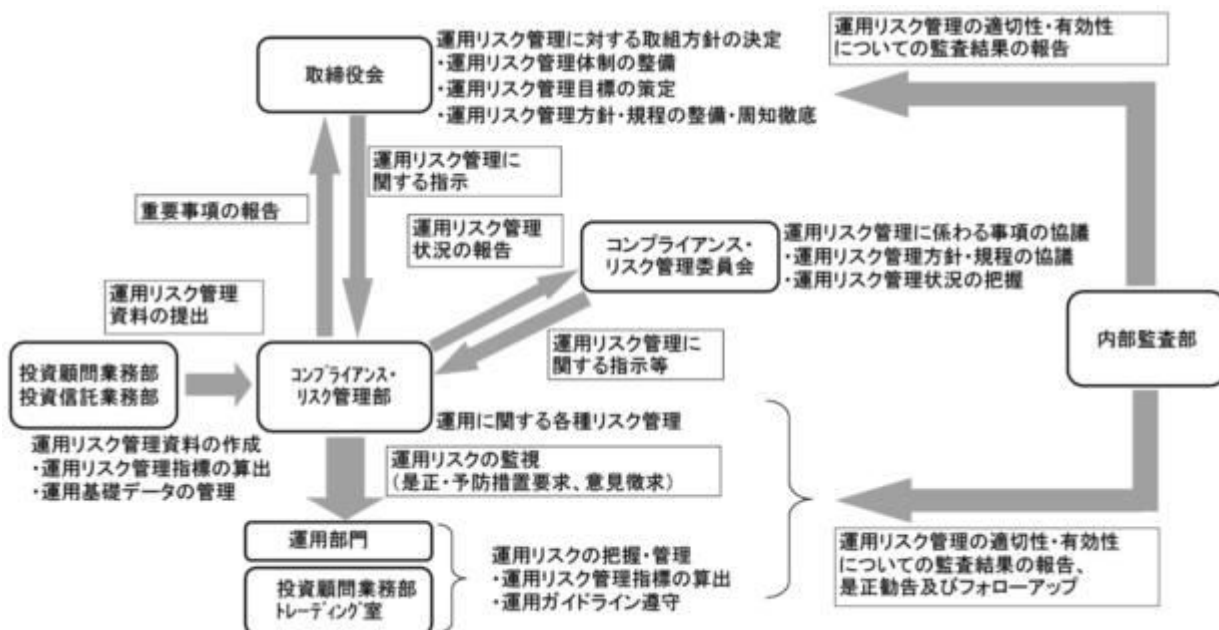 取締役会
運用リスク管理に対する取組方針の決定
・運用リスク管理体制の整備
・運用リスク管理目標の策定
・運用リスク管理方針・規程の整備・周知徹底
運用リスク管理の適切性・有効性
についての監査結果の報告
運用リスク管理に
関する指示
重要事項の報告
運用リスク管理
状況の報告
コンプライアンス・
リスク管理委員会
運用リスク管理に係わる事項の協議
・運用リスク管理方針・規程の協議
・運用リスク管理状況の把握
運用リスク管理
資料の提出
内部監査部
投資顧問業務部
投資信託業務部
コンプライアンス・
リスク管理部
運用リスク管理に
関する指示等
運用に関する各種リスク管理
運用リスク管理資料の作成
・運用リスク管理指標の算出
・運用基礎データの管理
運用リスクの監視
(是正・予防措置要求、意見徴求)
運用部門
投資顧問業務部
トレーディング室
運用リスクの把握・管理
・運用リスク管理指標の算出
・運用ガイドライン遵守
運用リスク管理の適切性・有効性
についての監査結果の報告、
是正勧告及びフォローアップ